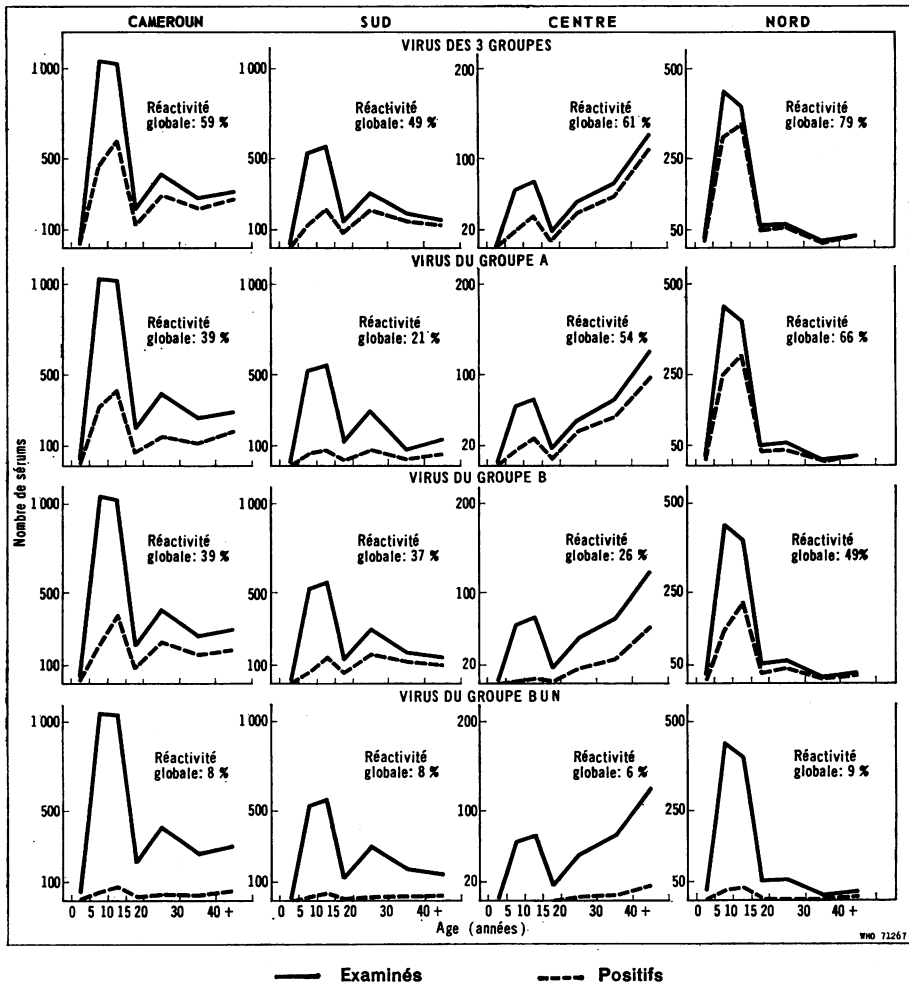 CAMEROUN SUD CENTRE NORD
VIRUS DES 3 GROUPES
1 000 1 000 200 500
Réactivité globale: 59 %
Réactivité globale: 49 %
Réactivité globale: 61 %
Réactivité globale: 79 %
500 500 100 250
100 100 20 50
VIRUS DU GROUPE A
1 000 1 000 200 500
Réactivité globale: 39 %
Réactivité globale: 21 %
Réactivité globale: 54 %
Réactivité globale: 66 %
500 500 100 250
100 100 20 50
Nombre de sérums
VIRUS DU GROUPE B
1 000 1 000 200 500
Réactivité globale: 39 %
Réactivité globale: 37 %
Réactivité globale: 26 %
Réactivité globale: 49%
500 500 100 250
100 100 20 50
VIRUS DU GROUPE BUN
1 000 1 000 200 500
Réactivité globale: 8 %
Réactivité globale: 8 %
Réactivité globale: 6 %
Réactivité globale: 9 %
500 500 100 250
100 100 20 50
0 5 10 15 20 30 40 + 0 5 10 15 20 30 40 + 0 5 10 15 20 30 40 + 0 5 10 15 20 30 40 +
Age (années)
WHO 71267
Examinés Positifs